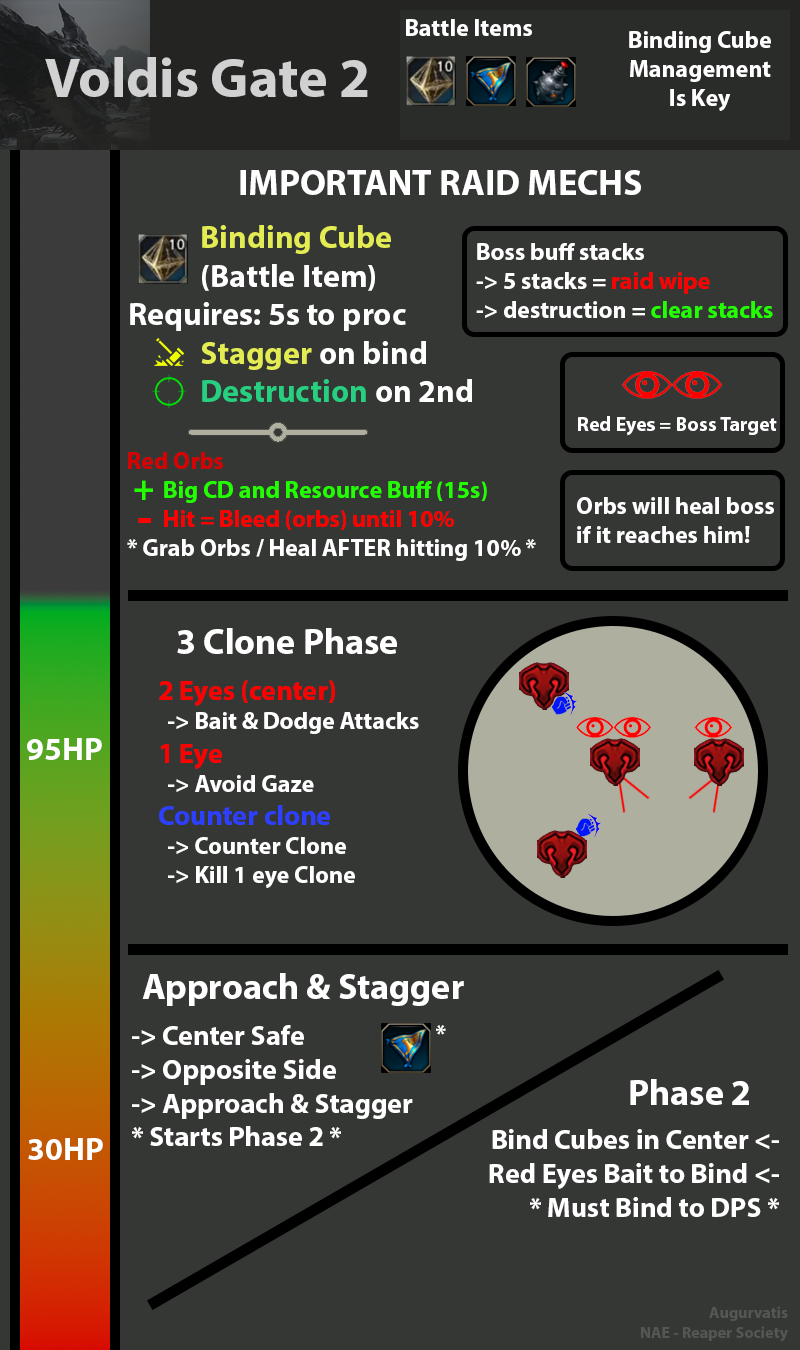 Voldis Gate 2
Battle Items
10
Binding Cube
Management
Is Key
IMPORTANT RAID MECHS
10
Binding Cube
(Battle Item)
Requires: 5s to proc
Stagger on bind
Destruction on 2nd
Boss buff stacks
-> 5 stacks = raid wipe
-> destruction = clear stacks
Red Eyes = Boss Target
Red Orbs
+ Big CD and Resource Buff (15s)
- Hit = Bleed (orbs) until 10%
* Grab Orbs / Heal AFTER hitting 10% *
Orbs will heal boss
if it reaches him!
95HP
3 Clone Phase
2 Eyes (center)
-> Bait & Dodge Attacks
1 Eye
-> Avoid Gaze
Counter clone
-> Counter Clone
-> Kill 1 eye Clone
30HP
Approach & Stagger
-> Center Safe
*
-> Opposite Side
-> Approach & Stagger
* Starts Phase 2 *
Phase 2
Bind Cubes in Center <-
Red Eyes Bait to Bind <-
* Must Bind to DPS *
Augurvatis
NAE - Reaper Society